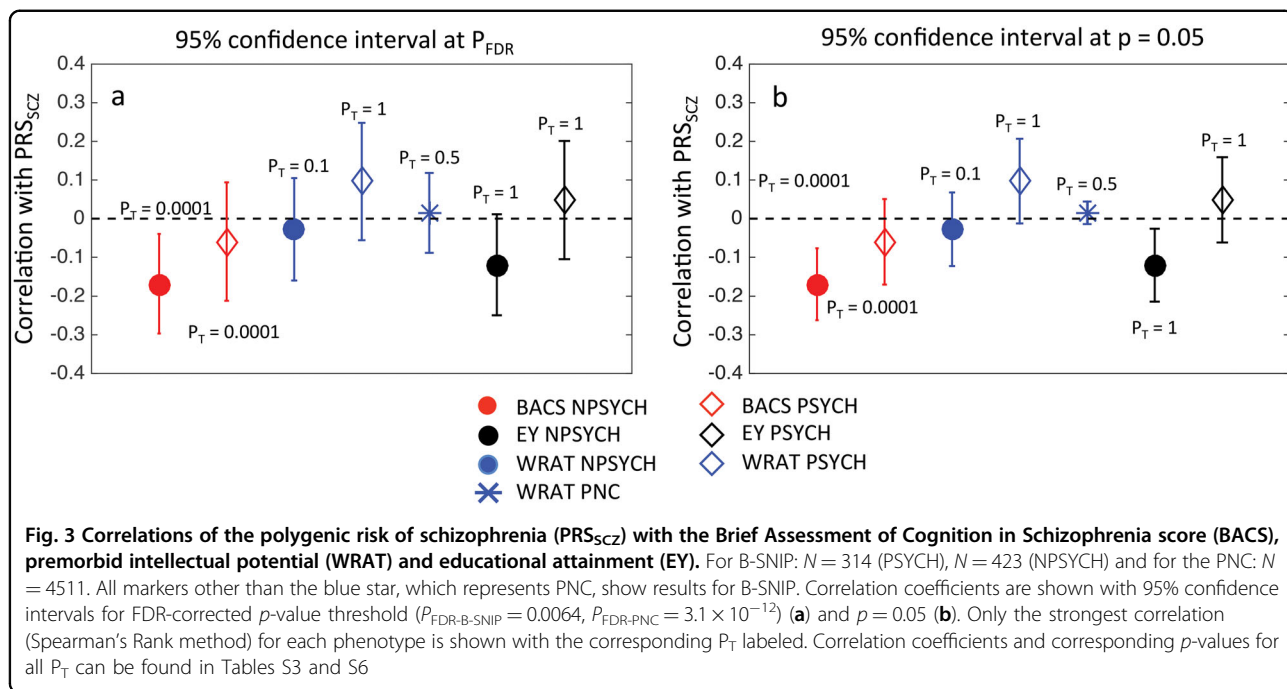 95% confidence interval at P_FDR
a
Correlation with PRS_SCZ
0.4
0.3
0.2
0.1
0
-0.1
-0.2
-0.3
-0.4
P_T = 0.0001
P_T = 0.0001
P_T = 0.1
P_T = 1
P_T = 0.5
P_T = 1
P_T = 1
95% confidence interval at p = 0.05
b
Correlation with PRS_SCZ
0.4
0.3
0.2
0.1
0
-0.1
-0.2
-0.3
-0.4
P_T = 0.0001
P_T = 0.0001
P_T = 0.1
P_T = 1
P_T = 0.5
P_T = 1
P_T = 1
BACS NPSYCH
BACS PSYCH
EY NPSYCH
EY PSYCH
WRAT NPSYCH
WRAT PSYCH
WRAT PNC
Fig. 3 Correlations of the polygenic risk of schizophrenia (PRS_SCZ) with the Brief Assessment of Cognition in Schizophrenia score (BACS),
premorbid intellectual potential (WRAT) and educational attainment (EY). For B-SNIP: N = 314 (PSYCH), N = 423 (NPSYCH) and for the PNC: N
= 4511. All markers other than the blue star, which represents PNC, show results for B-SNIP. Correlation coefficients are shown with 95% confidence
intervals for FDR-corrected p-value threshold (P_FDR-B-SNIP = 0.0064, P_FDR-PNC = 3.1 × 10⁻¹²) (a) and p = 0.05 (b). Only the strongest correlation
(Spearman's Rank method) for each phenotype is shown with the corresponding P_T labeled. Correlation coefficients and corresponding p-values for
all P_T can be found in Tables S3 and S6